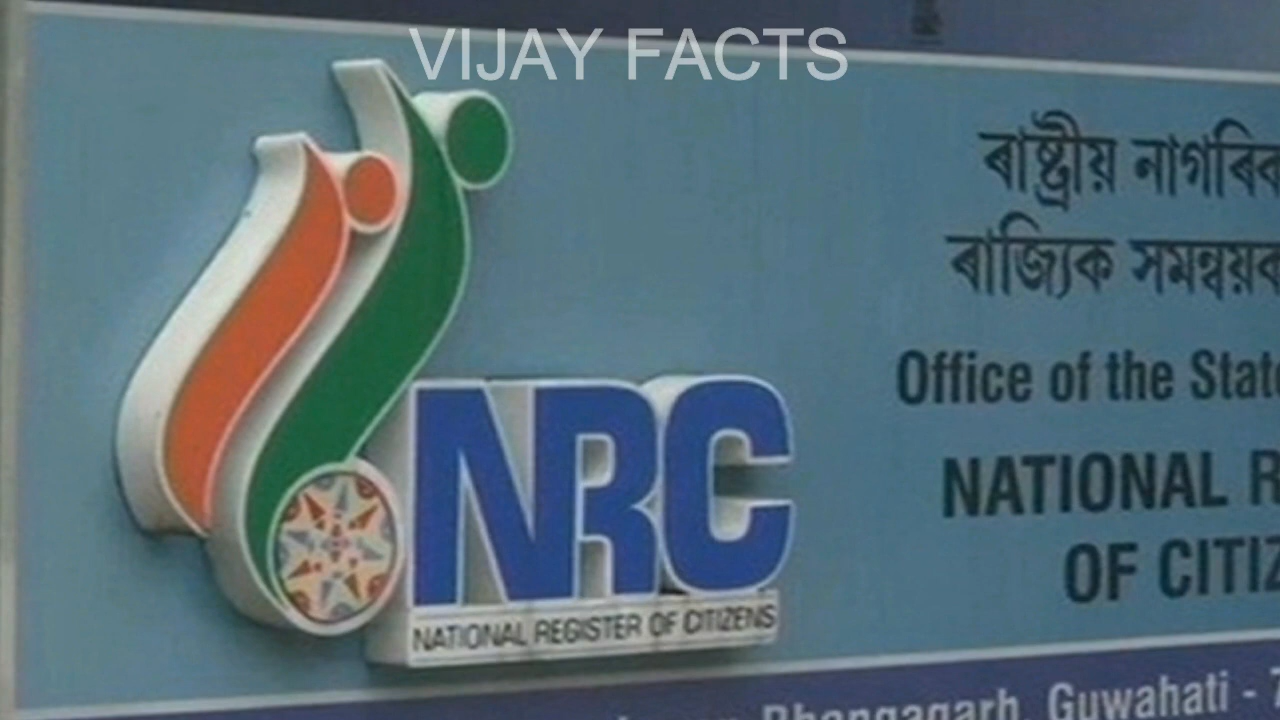 VIJAY FACTS
ৰাষ্ট্ৰীয় নাগৰিক
ৰাজ্যিক সমন্বয়ক
Office of the State
NATIONAL R
OF CITIZ
NRC
NATIONAL REGISTER OF CITIZENS
Bhangagarh, Guwahati - 7